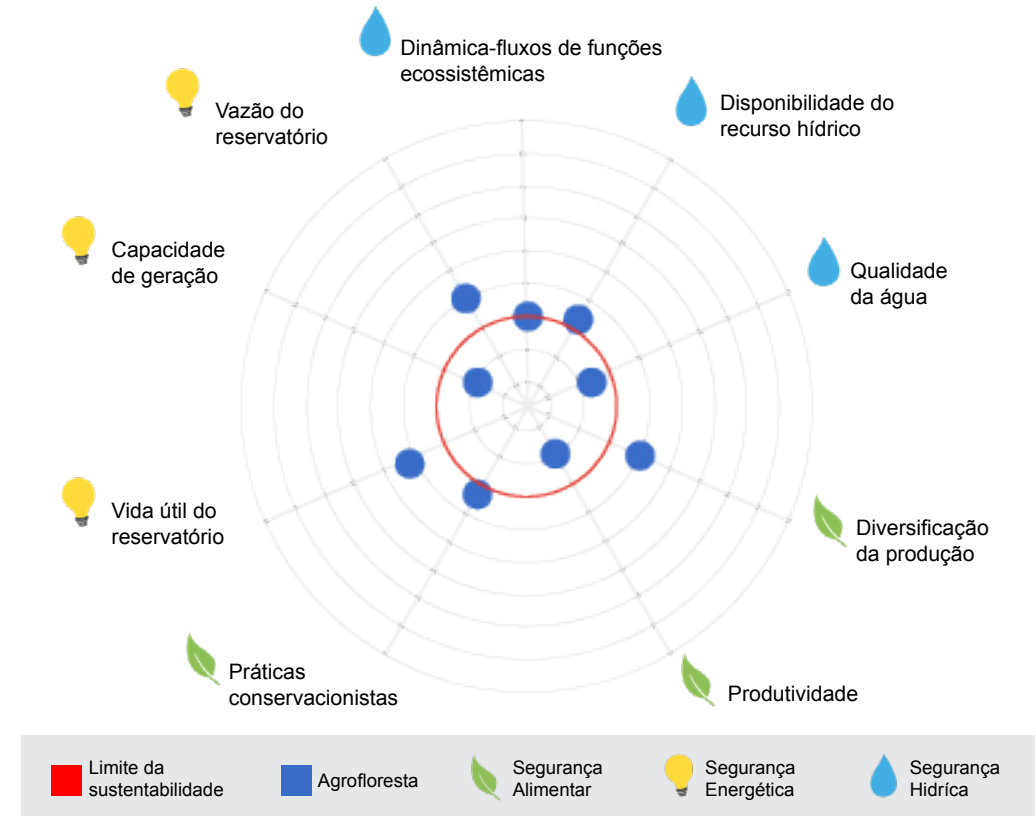 Dinâmica-fluxos de funções
ecossistêmicas
Vazão do
reservatório
Disponibilidade do
recurso hídrico
Capacidade
de geração
Qualidade
da água
Vida útil do
reservatório
Diversificação
da produção
Práticas
conservacionistas
Produtividade
Limite da
sustentabilidade
Agrofloresta
Segurança
Alimentar
Segurança
Energética
Segurança
Hidríca